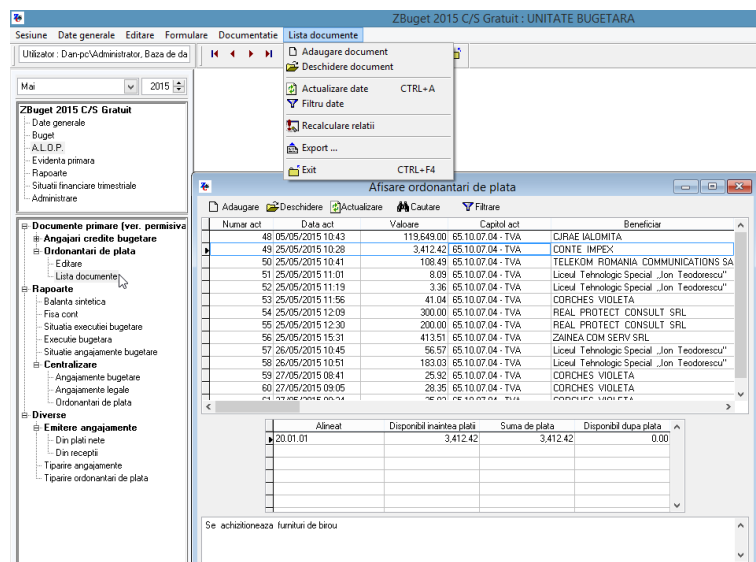 ZBuget 2015 C/S Gratuit : UNITATE BUGETARA
Sesiune Date generale Editare Formulare Documentatie Lista documente
Utilizator : Dan-pc\Administrator, Baza de da
Adaugare document
Deschidere document
Actualizare date CTRL+A
Filtru date
Recalculare relatii
Export ...
Exit CTRL+F4
Mai 2015
ZBuget 2015 C/S Gratuit
Date generale
Buget
A.L.O.P.
Evidenta primara
Rapoarte
Situatii financiare trimestriale
Administrare
Documente primare (ver. permisiva
Angajari credite bugetare
Ordonantari de plata
Editare
Lista documente
Rapoarte
Balanta sintetica
Fisa cont
Situatia executiei bugetare
Executie bugetara
Situatie angajamente bugetare
Centralizare
Angajamente bugetare
Angajamente legale
Ordonantari de plata
Diverse
Emitere angajamente
Din plati nete
Din receptii
Tiparire angajamente
Tiparire ordonantari de plata
Afisare ordonantari de plata
Adaugare Deschidere Actualizare Cautare Filtrare
Numar act Data act Valoare Capitol act Beneficiar
48 05/05/2015 10:43 119,649.00 65.10.07.04 - TVA CJRAE IALOMITA
49 25/05/2015 10:28 3,412.42 65.10.07.04 - TVA CONTE IMPEX
50 25/05/2015 10:41 108.49 65.10.07.04 - TVA TELEKOM ROMANIA COMMUNICATIONS SA
51 25/05/2015 11:01 8.09 65.10.07.04 - TVA Liceul Tehnologic Special ,,Ion Teodorescu"
52 25/05/2015 11:19 3.36 65.10.07.04 - TVA Liceul Tehnologic Special ,,Ion Teodorescu"
53 25/05/2015 11:56 41.04 65.10.07.04 - TVA CORCHES VIOLETA
54 25/05/2015 12:09 300.00 65.10.07.04 - TVA REAL PROTECT CONSULT SRL
55 25/05/2015 12:30 200.00 65.10.07.04 - TVA REAL PROTECT CONSULT SRL
56 25/05/2015 15:31 413.51 65.10.07.04 - TVA ZAINEA COM SERV SRL
57 26/05/2015 10:45 56.57 65.10.07.04 - TVA Liceul Tehnologic Special ,,Ion Teodorescu"
58 26/05/2015 10:51 183.03 65.10.07.04 - TVA Liceul Tehnologic Special ,,Ion Teodorescu"
59 27/05/2015 08:41 25.92 65.10.07.04 - TVA CORCHES VIOLETA
60 27/05/2015 09:05 28.35 65.10.07.04 - TVA CORCHES VIOLETA
Alineat Disponibil inaintea platii Suma de plata Disponibil dupa plata
20.01.01 3,412.42 3,412.42 0.00
Se achizitioneaza furnituri de birou